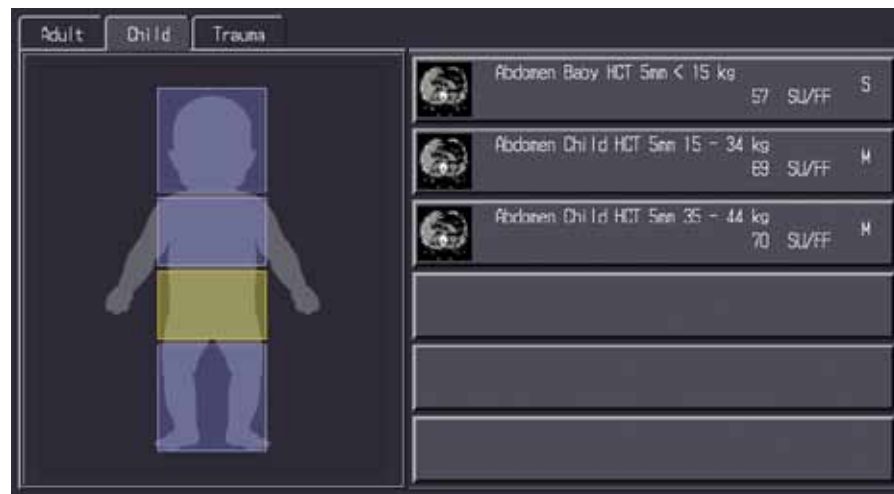 Adult Child Trauma
Abdomen Baby HCT 5mm < 15 kg
57 SU/FF S
Abdomen Child HCT 5mm 15 - 34 kg
69 SU/FF M
Abdomen Child HCT 5mm 35 - 44 kg
70 SU/FF M